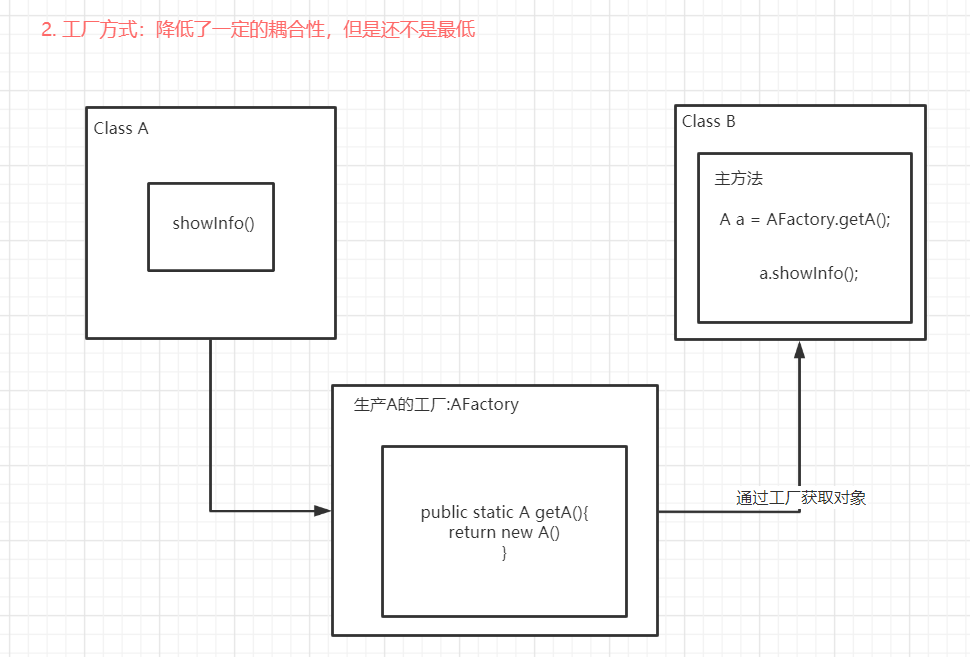 2. 工厂方式：降低了一定的耦合性，但是还不是最低
Class A
showInfo()
Class B
主方法
A a = AFactory.getA();
a.showInfo();
生产A的工厂:AFactory
public static A getA(){
return new A()
}
通过工厂获取对象